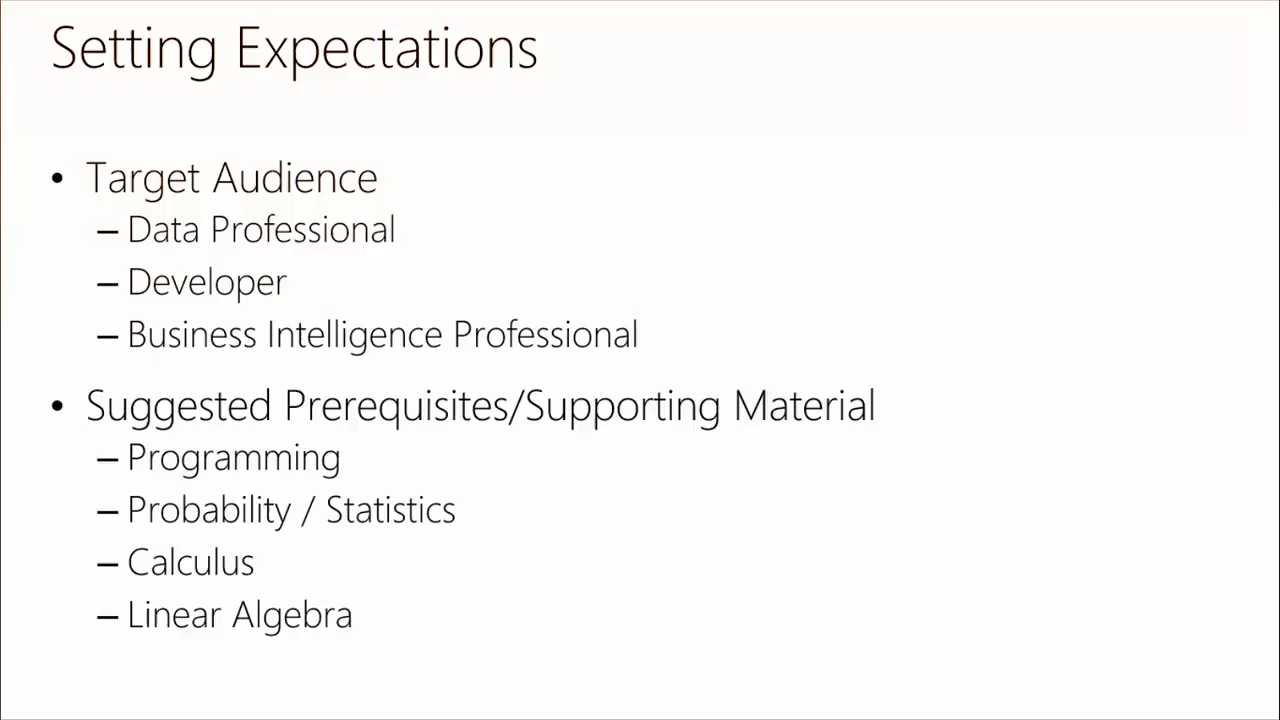 Setting Expectations
• Target Audience
– Data Professional
– Developer
– Business Intelligence Professional
• Suggested Prerequisites/Supporting Material
– Programming
– Probability / Statistics
– Calculus
– Linear Algebra